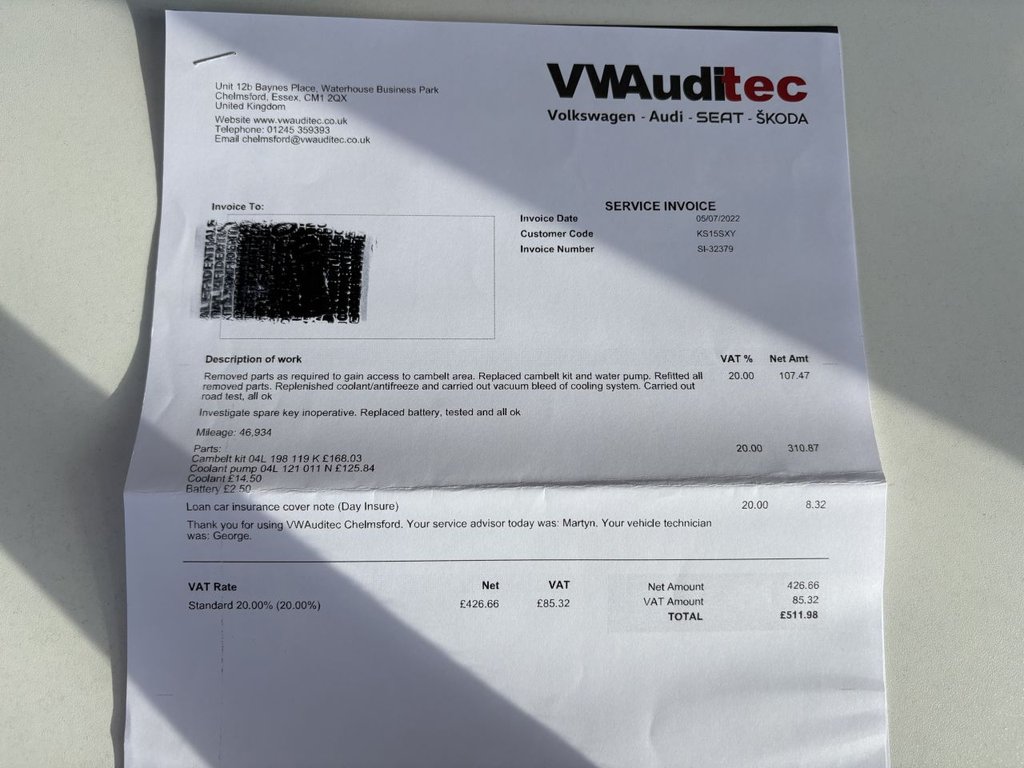 Unit 12b Baynes Place, Waterhouse Business Park
Chelmsford, Essex, CM1 2QX
United Kingdom
Website www.vwauditec.co.uk
Telephone: 01245 359393
Email chelmsford@vwauditec.co.uk
VWAuditec
Volkswagen - Audi - SEAT - ŠKODA
Invoice To:
SERVICE INVOICE
Invoice Date 05/07/2022
Customer Code KS15SXY
Invoice Number SI-32379
Description of work VAT % Net Amt
Removed parts as required to gain access to cambelt area. Replaced cambelt kit and water pump. Refitted all 20.00 107.47
removed parts. Replenished coolant/antifreeze and carried out vacuum bleed of cooling system. Carried out
road test, all ok
Investigate spare key inoperative. Replaced battery, tested and all ok
Mileage: 46,934
Parts: 20.00 310.87
Cambelt kit 04L 198 119 K £168.03
Coolant pump 04L 121 011 N £125.84
Coolant £14.50
Battery £2.50
Loan car insurance cover note (Day Insure) 20.00 8.32
Thank you for using VWAuditec Chelmsford. Your service advisor today was: Martyn. Your vehicle technician
was: George.
VAT Rate Net VAT
Standard 20.00% (20.00%) £426.66 £85.32
Net Amount 426.66
VAT Amount 85.32
TOTAL £511.98